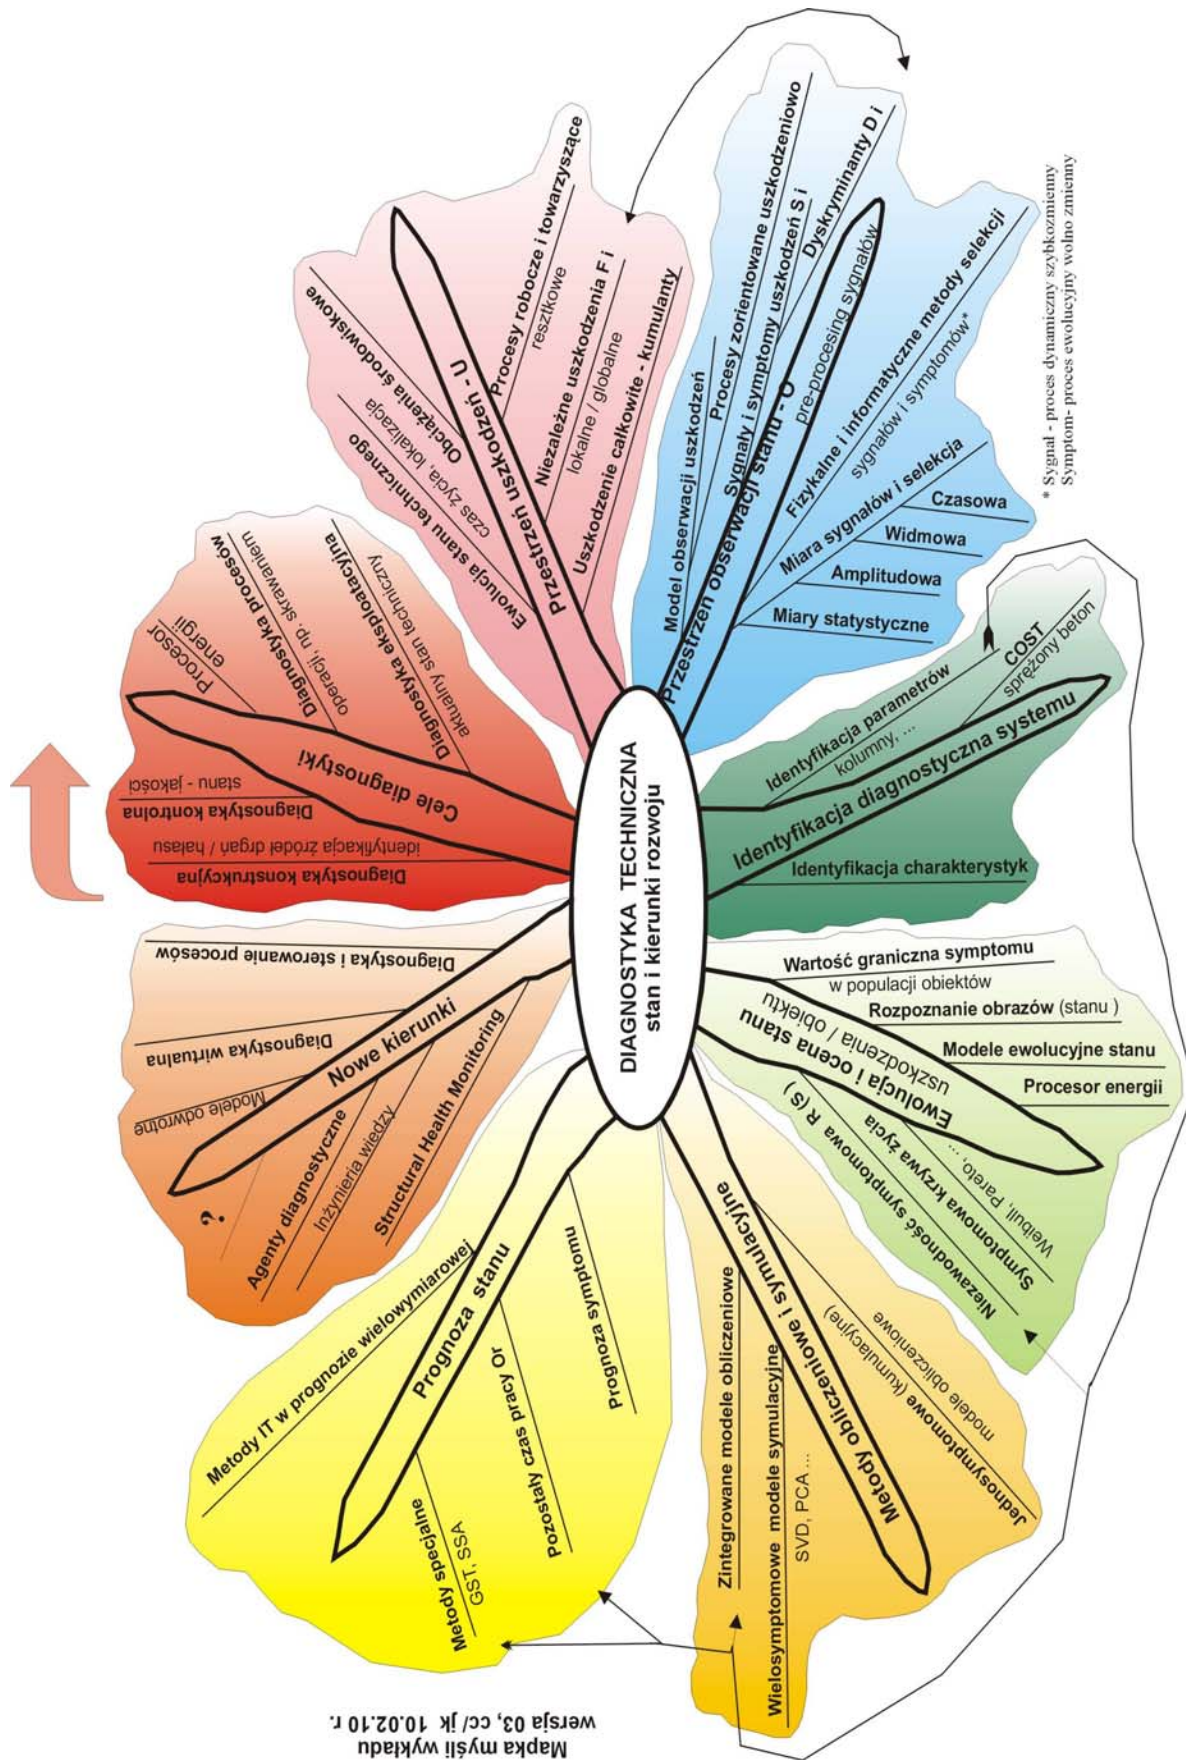 DIAGNOSTYKA TECHNICZNA
stan i kierunki rozwoju
Cele diagnostyki
Diagnostyka konstrukcyjna
identyfikacja źródeł drgań / hałasu
Diagnostyka kontrolna
stanu - jakości
Procesor
energii
Diagnostyka procesów
operacji, np. skrawaniem
Diagnostyka eksploatacyjna
aktualny stan techniczny
Przestrzeń uszkodzeń - U
Ewolucja stanu technicznego
czas życia, lokalizacja
Obciążenia środowiskowe
Procesy robocze i towarzyszące
resztkowe
Niezależne uszkodzenia F i
lokalne / globalne
Uszkodzenie całkowite - kumulanty
Przestrzeń obserwacji stanu - O
pre-procesing sygnałów
Model obserwacji uszkodzeń
Procesy zorientowane uszkodzeniowo
Sygnały i symptomy uszkodzeń S i
Dyskryminanty D i
Fizykalne i informatyczne metody selekcji
sygnałów i symptomów*
Miara sygnałów i selekcja
Czasowa
Widmowa
Amplitudowa
Miary statystyczne
* Sygnał - proces dynamiczny szybkozmienny
Symptom- proces ewolucyjny wolno zmienny
Identyfikacja diagnostyczna systemu
Identyfikacja parametrów
kolumny, ...
COST
sprężony beton
Identyfikacja charakterystyk
Ewolucja i ocena stanu
uszkodzenia / obiektu
Wartość graniczna symptomu
w populacji obiektów
Rozpoznanie obrazów (stanu )
Modele ewolucyjne stanu
Procesor energii
Symptomowa krzywa życia
Weibull, Pareto, ...
Niezawodność symptomowa R (s)
Metody obliczeniowe i symulacyjne
Jednosymptomowe (kumulacyjne)
modele obliczeniowe
Zintegrowane modele obliczeniowe
Wielosymptomowe modele symulacyjne
SVD, PCA ...
Prognoza stanu
Prognoza symptomu
Pozostały czas pracy Or
Metody specjalne
GST, SSA
Metody IT w prognozie wielowymiarowej
Nowe kierunki
Structural Health Monitoring
Inżynieria wiedzy
Agenty diagnostyczne
?
Modele odwrotne
Diagnostyka wirtualna
Diagnostyka i sterowanie procesów
Mapka myśli wykładu
wersja 03, cc/ jk 10.02.10 r.